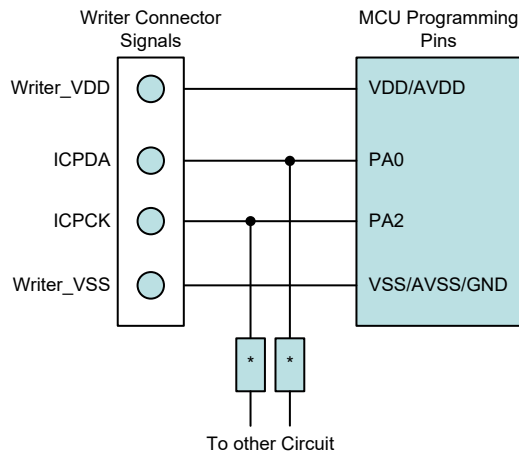 Writer Connector
Signals
MCU Programming
Pins
Writer_VDD
VDD/AVDD
ICPDA
PA0
ICPCK
PA2
Writer_VSS
VSS/AVSS/GND
*
*
To other Circuit